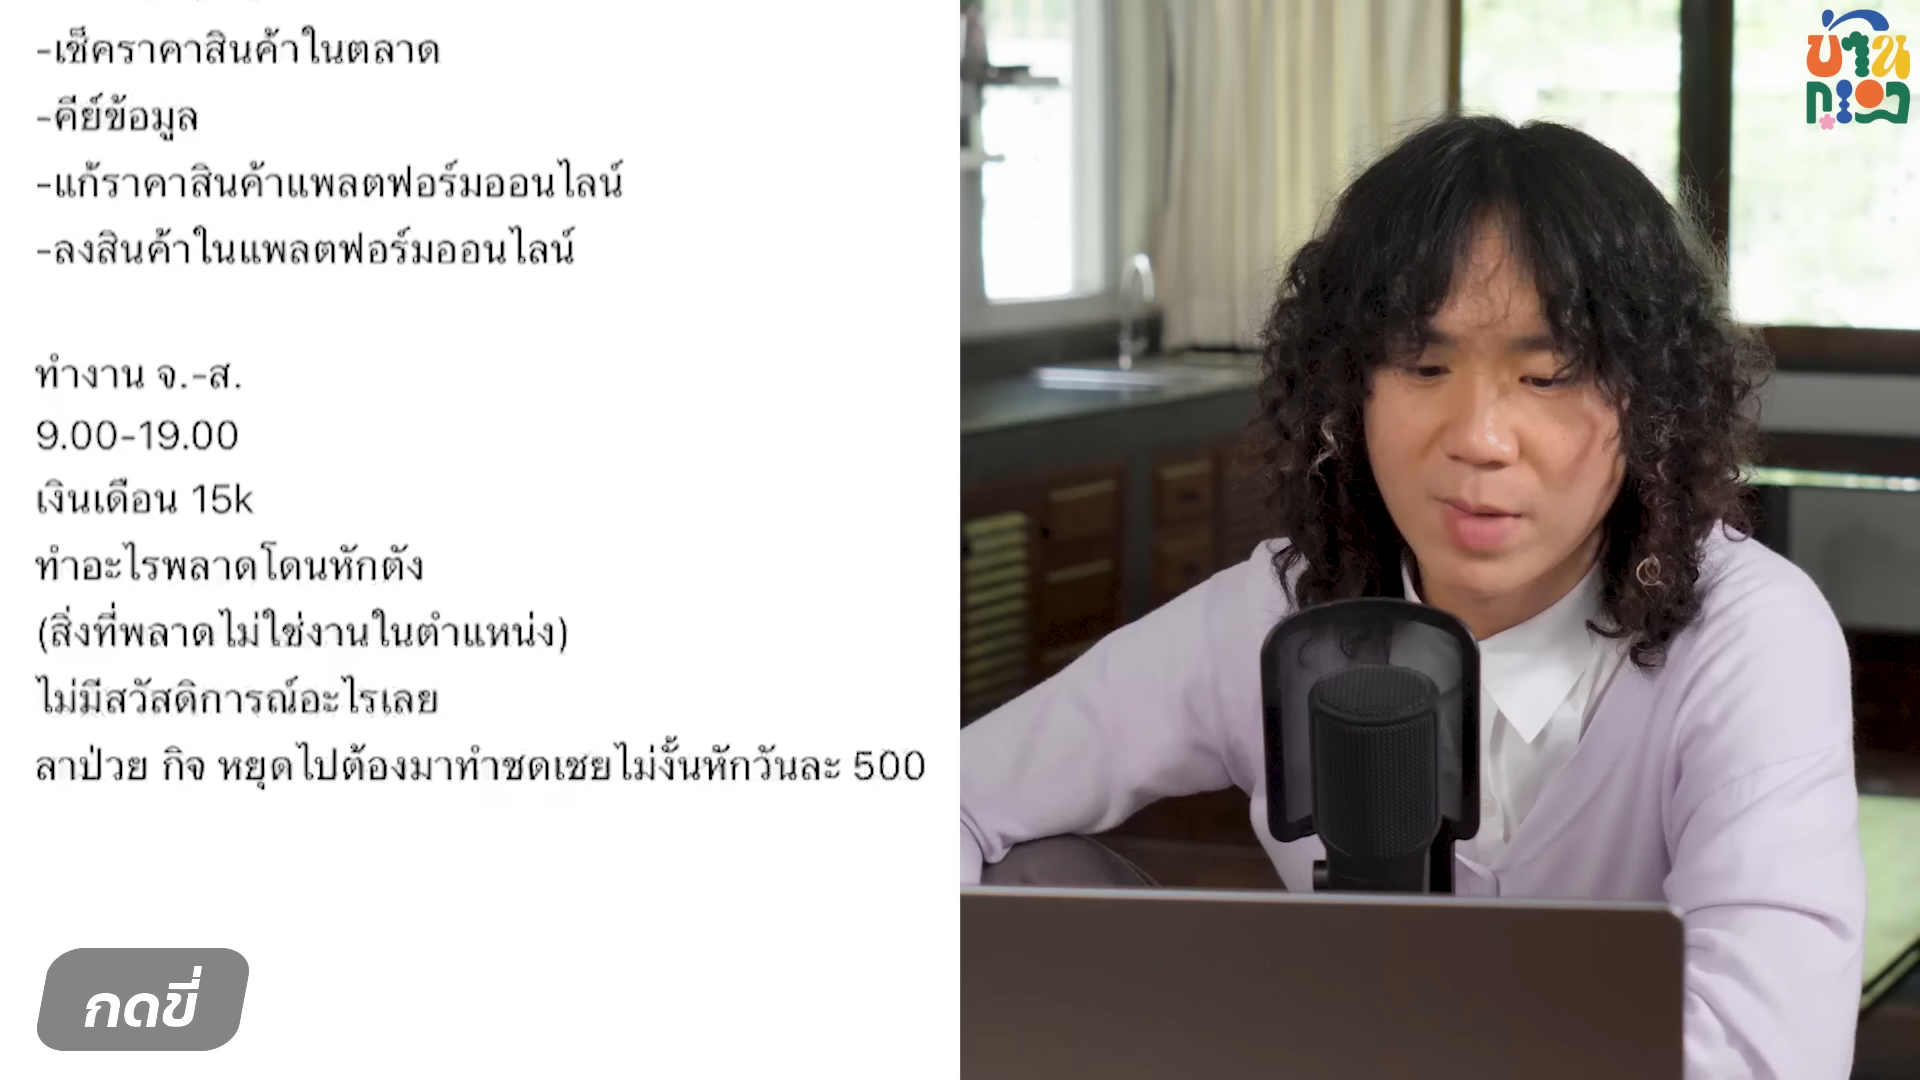 -เช็คราคาสินค้าในตลาด
-คีย์ข้อมูล
-แก้ราคาสินค้าแพลตฟอร์มออนไลน์
-ลงสินค้าในแพลตฟอร์มออนไลน์
ทำงาน จ.-ส.
9.00-19.00
เงินเดือน 15k
ทำอะไรพลาดโดนหักตัง
(สิ่งที่พลาดไม่ใช่งานในตำแหน่ง)
ไม่มีสวัสดิการณ์อะไรเลย
ลาป่วย กิจ หยุดไปต้องมาทำชดเชยไม่งั้นหักวันละ 500
กดขี่